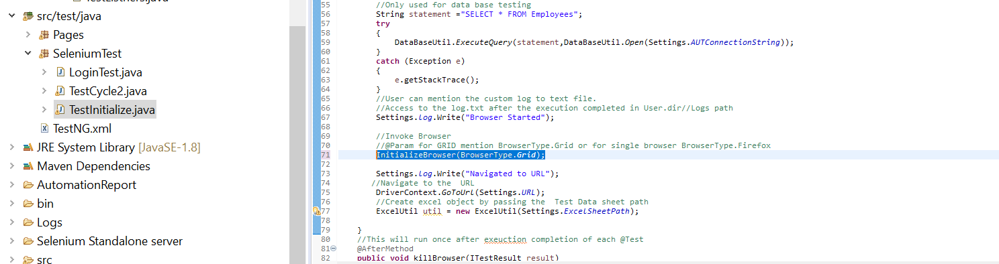 TestListners.java
src/test/java
Pages
SeleniumTest
LoginTest.java
TestCycle2.java
TestInitialize.java
TestNG.xml
JRE System Library [JavaSE-1.8]
Maven Dependencies
AutomationReport
bin
Logs
Selenium Standalone server
src
55 //Only used for data base testing
56 String statement ="SELECT * FROM Employees";
57 try
58 {
59 DataBaseUtil.ExecuteQuery(statement,DataBaseUtil.Open(Settings.AUTConnectionString));
60 }
61 catch (Exception e)
62 {
63 e.getStackTrace();
64 }
65 //User can mention the custom log to text file.
66 //Access to the log.txt after the execution completed in User.dir//Logs path
67 Settings.log.Write("Browser Started");
68
69 //Invoke Browser
70 //@Param for GRID mention BrowserType.Grid or for single browser BrowserType.Firefox
71 InitializeBrowser(BrowserType.Grid);
72
73 Settings.log.Write("Navigated to URL");
74 //Navigate to the  URL
75 DriverContext.GoToUrl(Settings.URL);
76 //Create excel object by passing the  Test Data sheet path
77 ExcelUtil util = new ExcelUtil(Settings.ExcelSheetPath);
78
79 }
80 //This will run once after exeuction completion of each @Test
81 @AfterMethod
82 public void killBrowser(ITestResult result)